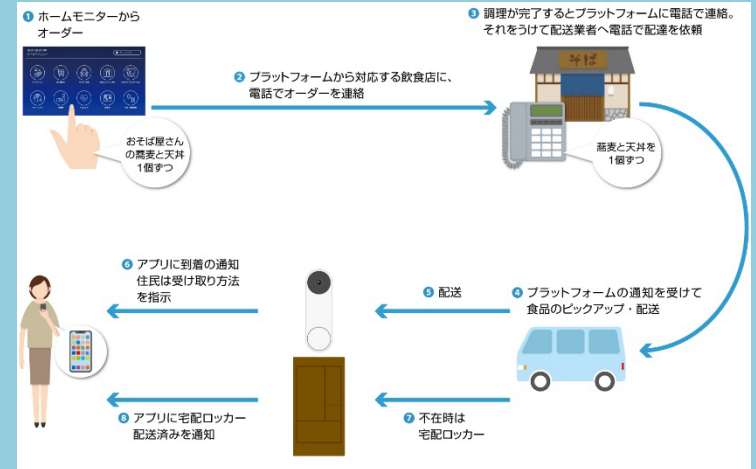 ❶ ホームモニターから
オーダー
❷ プラットフォームから対応する飲食店に、
電話でオーダーを連絡
❸ 調理が完了するとプラットフォームに電話で連絡。
それをうけて配送業者へ電話で配達を依頼
そば
おそば屋さん
の蕎麦と天丼
1個ずつ
蕎麦と天丼を
1個ずつ
❹ プラットフォームの通知を受けて
食品のピックアップ・配送
❺ 配送
❻ アプリに到着の通知
住民は受け取り方法
を指示
❼ 不在時は
宅配ロッカー
❽ アプリに宅配ロッカー
配送済みを通知